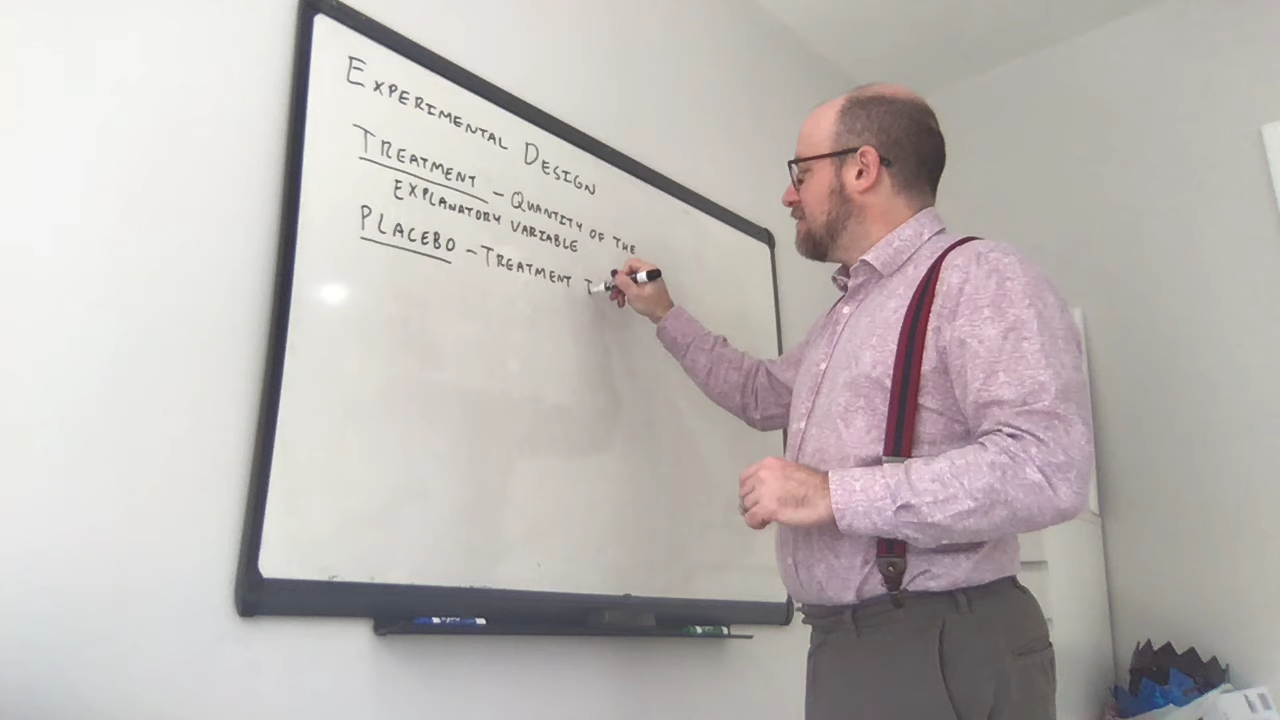 EXPERIMENTAL DESIGN
TREATMENT - QUANTITY OF THE
EXPLANATORY VARIABLE
PLACEBO - TREATMENT